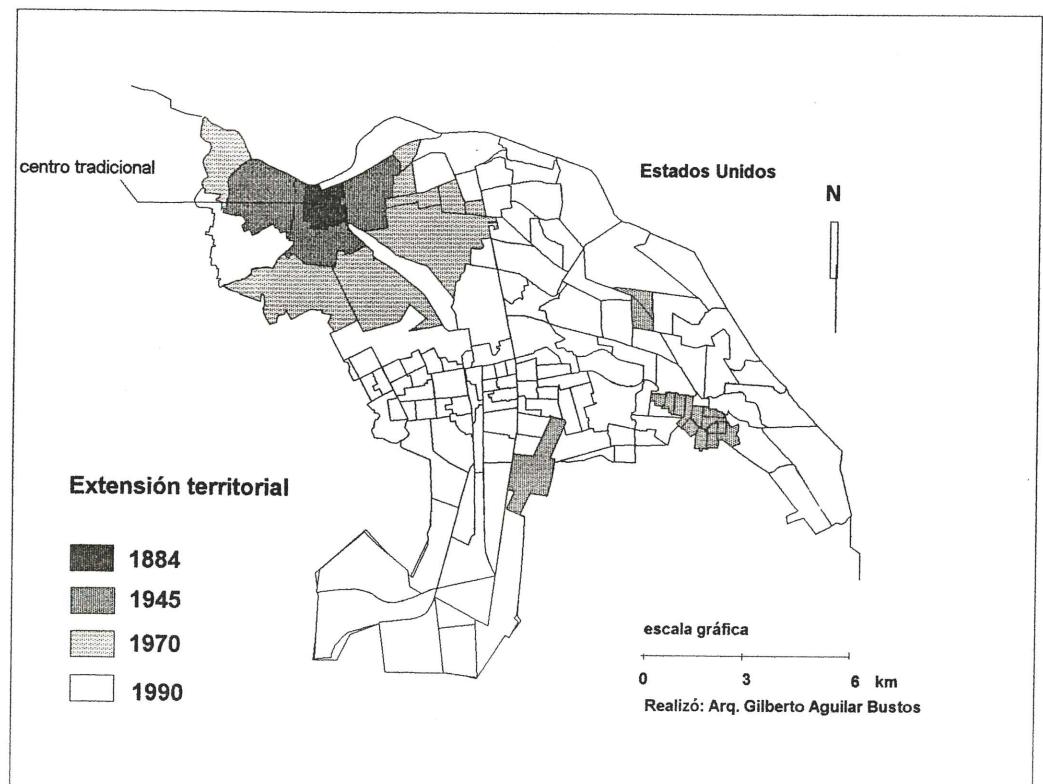 centro tradicional
Estados Unidos
N
Extensión territorial
1884
1945
1970
1990
escala gráfica
0 3 6 km
Realizó: Arq. Gilberto Aguilar Bustos